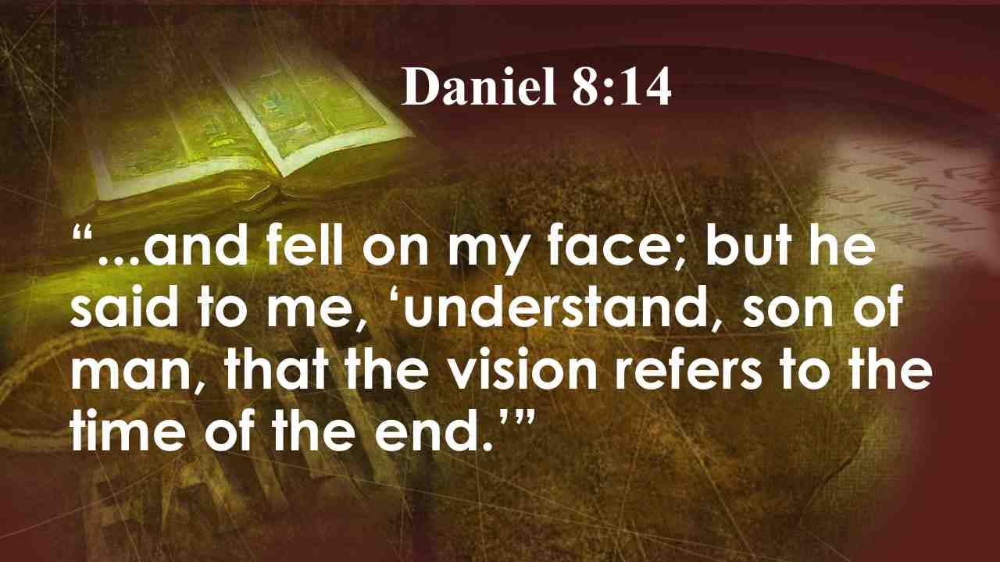 Daniel 8:14
“...and fell on my face; but he
said to me, ‘understand, son of
man, that the vision refers to the
time of the end.’”